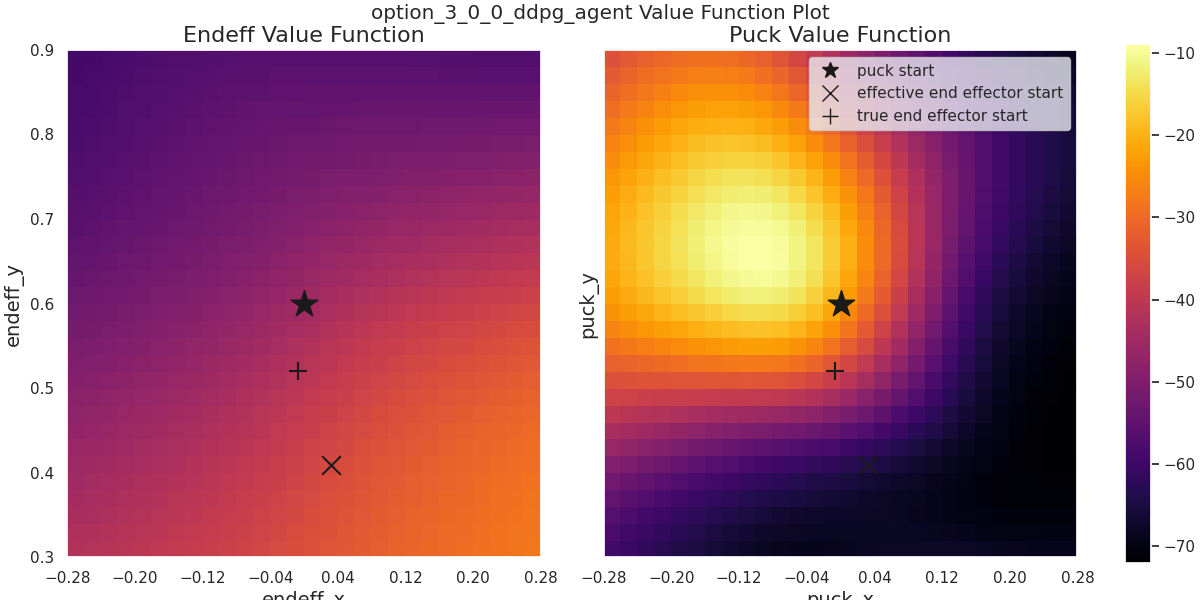 option_3_0_0_ddpg_agent Value Function Plot
Endeff Value Function
Puck Value Function
endeff_y
0.9
0.8
0.7
0.6
0.5
0.4
0.3
−0.28 −0.20 −0.12 −0.04 0.04 0.12 0.20 0.28
endeff_x
puck_y
puck start
effective end effector start
true end effector start
−0.28 −0.20 −0.12 −0.04 0.04 0.12 0.20 0.28
puck_x
−10
−20
−30
−40
−50
−60
−70